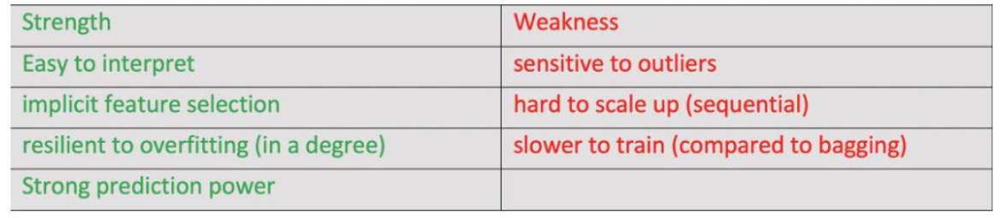 Strength Weakness
Easy to interpret sensitive to outliers
implicit feature selection hard to scale up (sequential)
resilient to overfitting (in a degree) slower to train (compared to bagging)
Strong prediction power